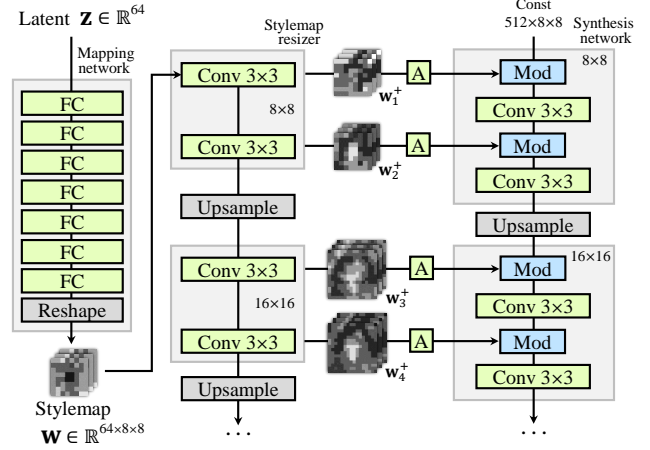 Latent Z ∈ ℝ^64
Mapping
network
FC
FC
FC
FC
FC
FC
FC
Reshape
Stylemap
W ∈ ℝ^64×8×8
Stylemap
resizer
Conv 3×3
8×8
Conv 3×3
Upsample
Conv 3×3
16×16
Conv 3×3
Upsample
...
w₁⁺
A
w₂⁺
A
w₃⁺
A
w₄⁺
A
Const
512×8×8
Synthesis
network
8×8
Mod
Conv 3×3
Mod
Conv 3×3
Upsample
16×16
Mod
Conv 3×3
Mod
Conv 3×3
...